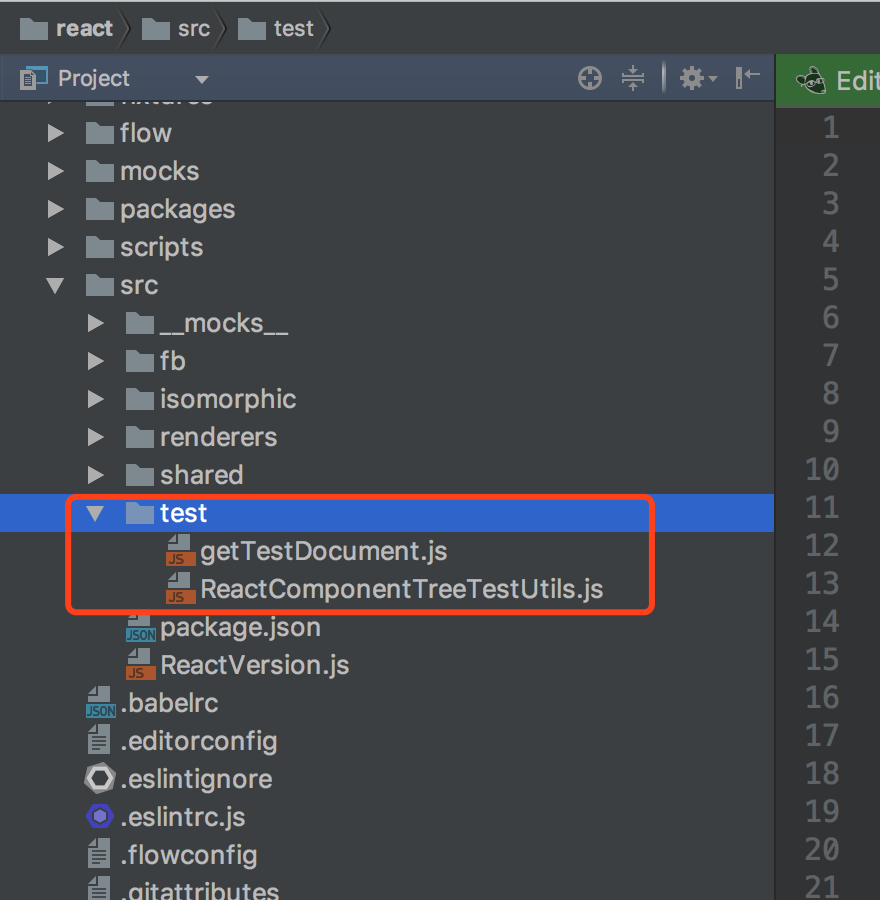 react src test
Project
Edit
fixtures
flow
mocks
packages
scripts
src
__mocks__
fb
isomorphic
renderers
shared
test
JS getTestDocument.js
JS ReactComponentTreeTestUtils.js
JSON package.json
JS ReactVersion.js
JSON .babelrc
.editorconfig
.eslintignore
.eslintrc.js
.flowconfig
.gitattributes
1
2
3
4
5
6
7
8
9
10
11
12
13
14
15
16
17
18
19
20
21